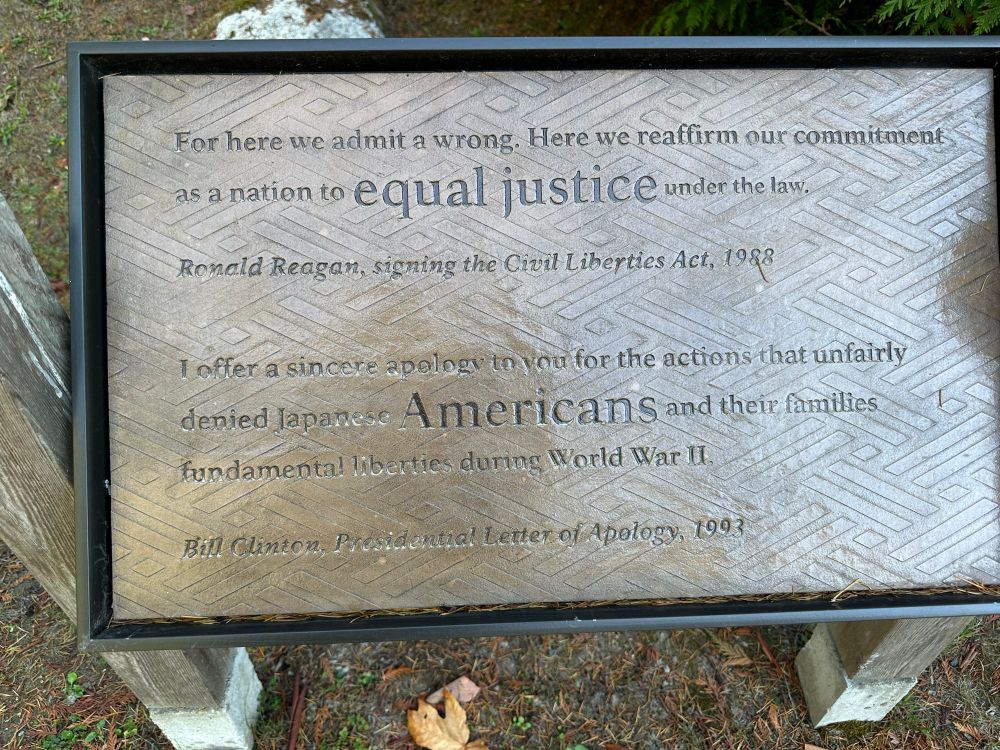 For here we admit a wrong. Here we reaffirm our commitment
as a nation to equal justice under the law.
Ronald Reagan, signing the Civil Liberties Act, 1988
I offer a sincere apology to you for the actions that unfairly
denied Japanese Americans and their families
fundamental liberties during World War II.
Bill Clinton, Presidential Letter of Apology, 1993